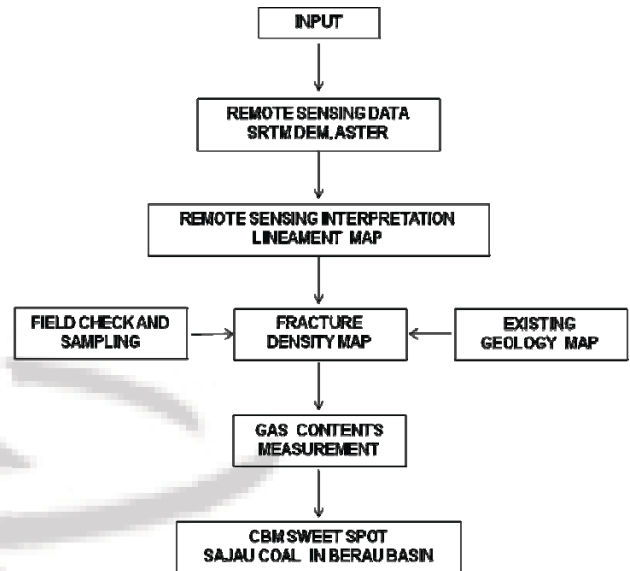 INPUT
REMOTE SENSING DATA
SRTM DEM, ASTER
REMOTE SENSING INTERPRETATION
LINEAMENT MAP
FIELD CHECK AND
SAMPLING
FRACTURE
DENSITY MAP
EXISTING
GEOLOGY MAP
GAS CONTENTS
MEASUREMENT
CBM SWEET SPOT
SAJAU COAL IN BERAU BASIN